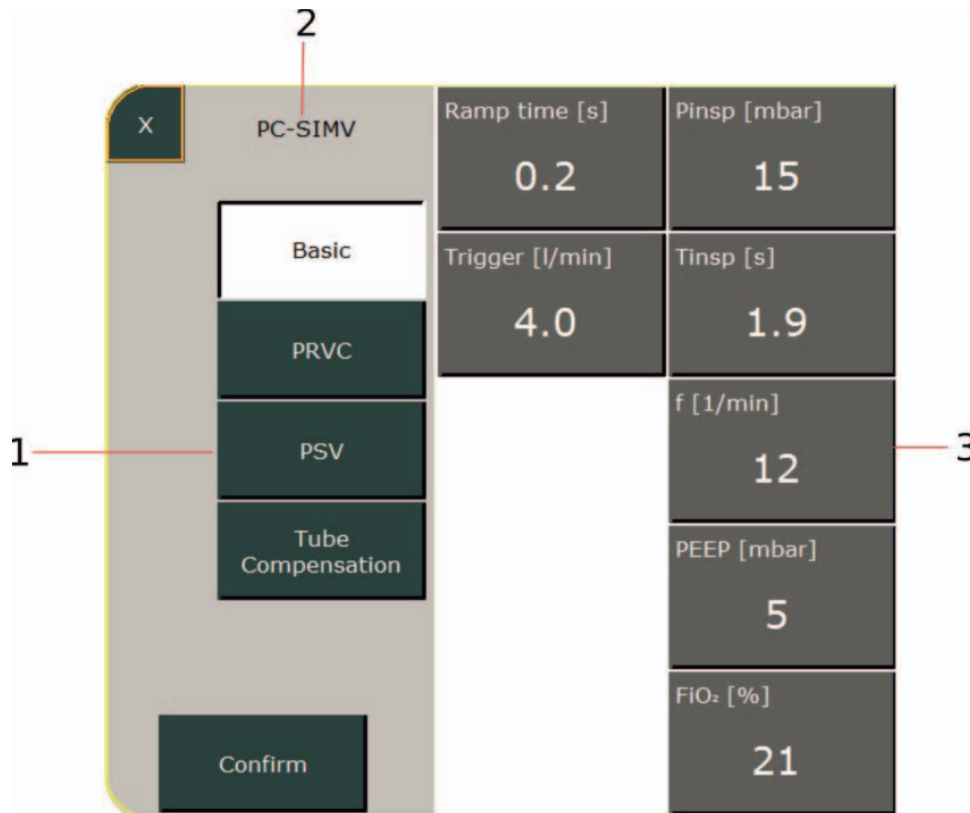 2
X
PC-SIMV
Basic
PRVC
1
PSV
Tube
Compensation
Confirm
Ramp time [s]
0.2
Trigger [l/min]
4.0
Pinsp [mbar]
15
Tinsp [s]
1.9
f [1/min]
12
3
PEEP [mbar]
5
FiO₂ [%]
21